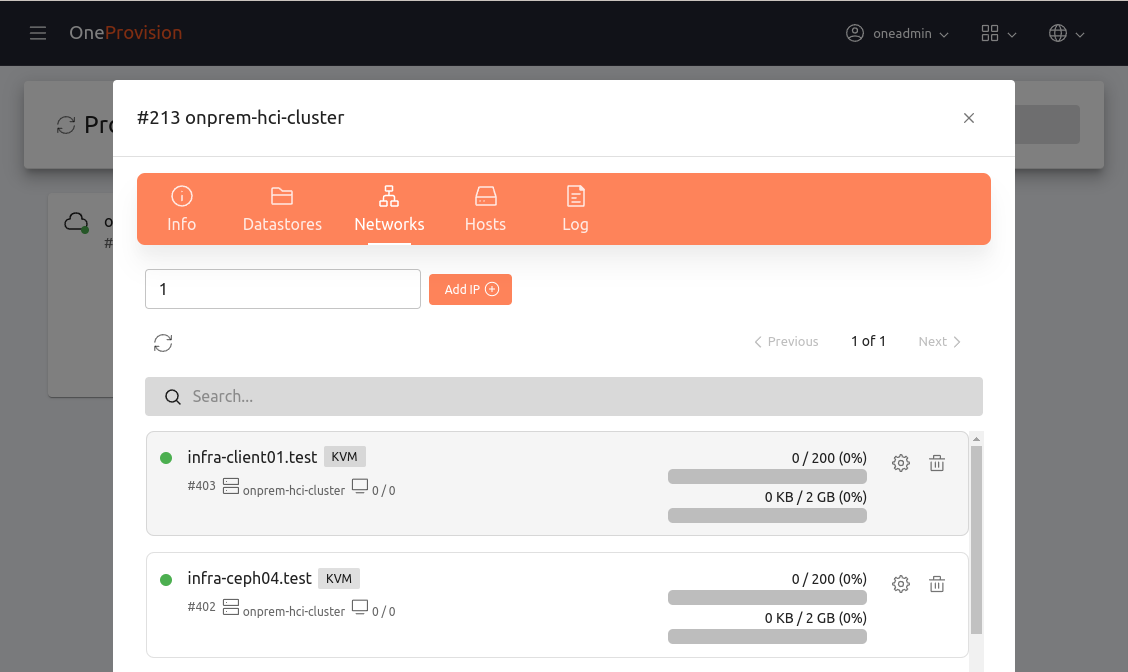 OneProvision
oneadmin
Pro
#213 onprem-hci-cluster
Info
Datastores
Networks
Hosts
Log
1
Add IP
Previous
1 of 1
Next
Search...
infra-client01.test KVM
#403 onprem-hci-cluster 0 / 0
0 / 200 (0%)
0 KB / 2 GB (0%)
infra-ceph04.test KVM
#402 onprem-hci-cluster 0 / 0
0 / 200 (0%)
0 KB / 2 GB (0%)